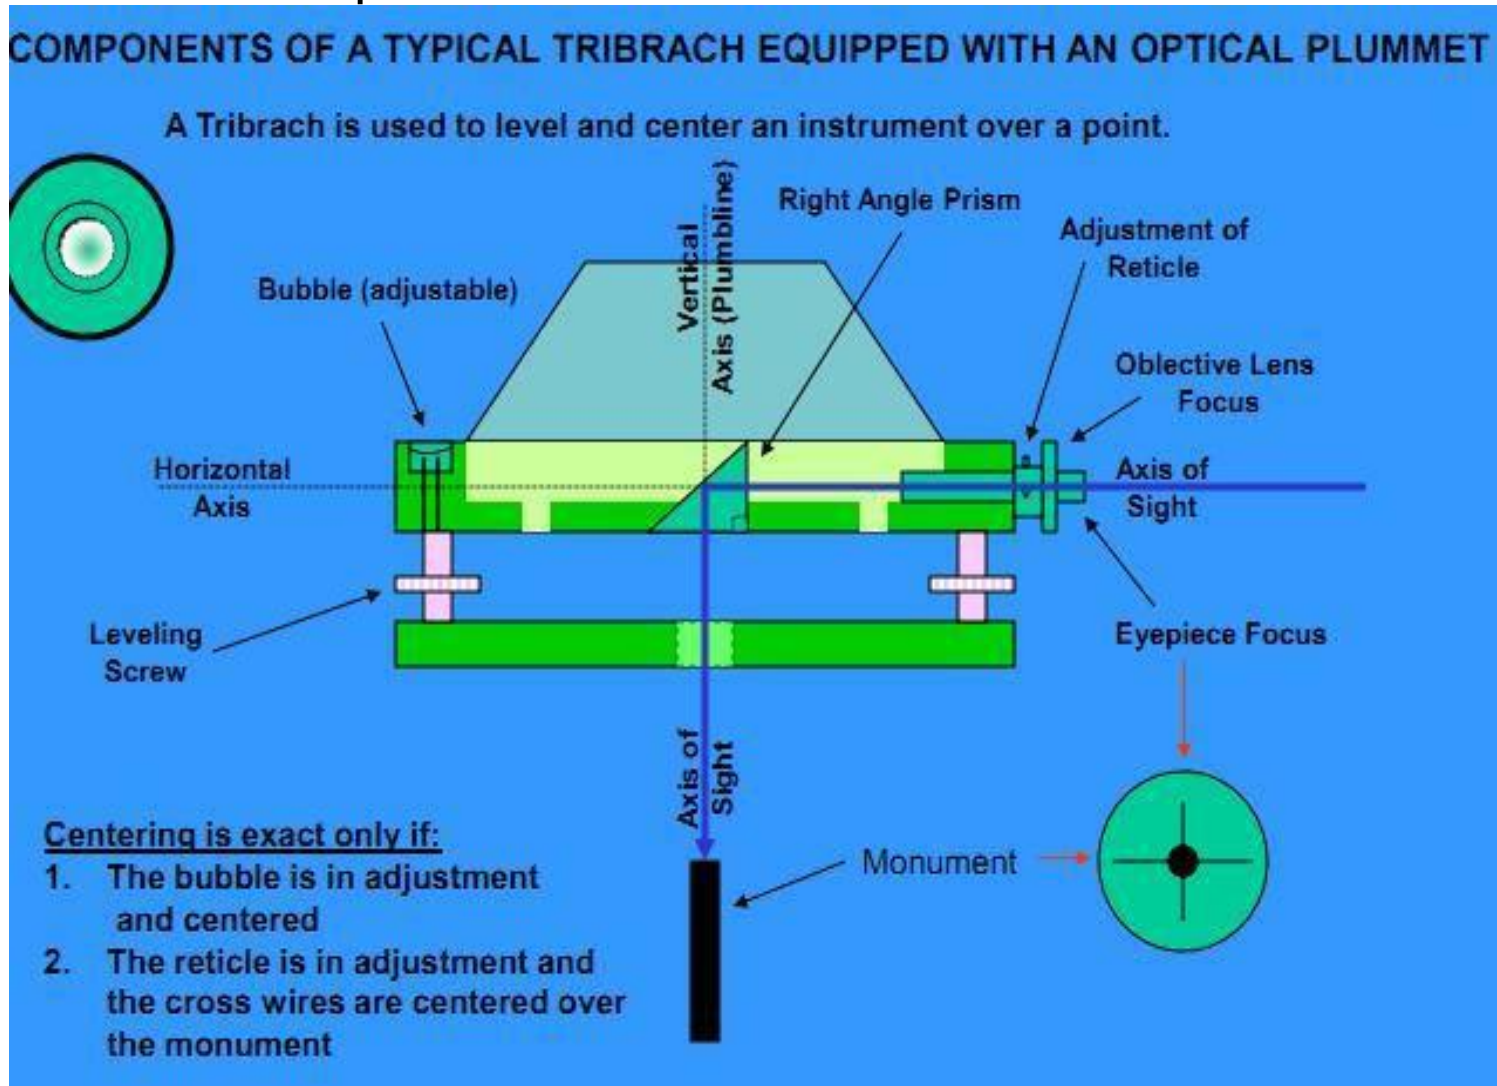 COMPONENTS OF A TYPICAL TRIBRACH EQUIPPED WITH AN OPTICAL PLUMMET
A Tribrach is used to level and center an instrument over a point.
Right Angle Prism
Vertical
Axis (Plumbline)
Adjustment of
Reticle
Bubble (adjustable)
Oblective Lens
Focus
Horizontal
Axis
Axis of
Sight
Leveling
Screw
Eyepiece Focus
Axis of
Sight
Monument
Centering is exact only if:
1. The bubble is in adjustment
and centered
2. The reticle is in adjustment and
the cross wires are centered over
the monument